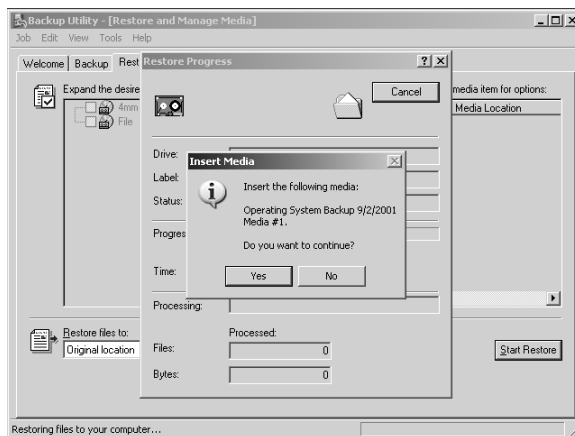 Backup Utility - [Restore and Manage Media]
Job Edit View Tools Help
Welcome Backup Rest
Restore Progress
Expand the desire
media item for options:
Cancel
4mm
Media Location
File
Drive:
Insert Media
Label:
Insert the following media:
Status:
Operating System Backup 9/2/2001
Media #1.
Progres
Do you want to continue?
Time:
Yes No
Processing:
Restore files to:
Processed:
Original location
Files: 0
Start Restore
Bytes: 0
Restoring files to your computer...